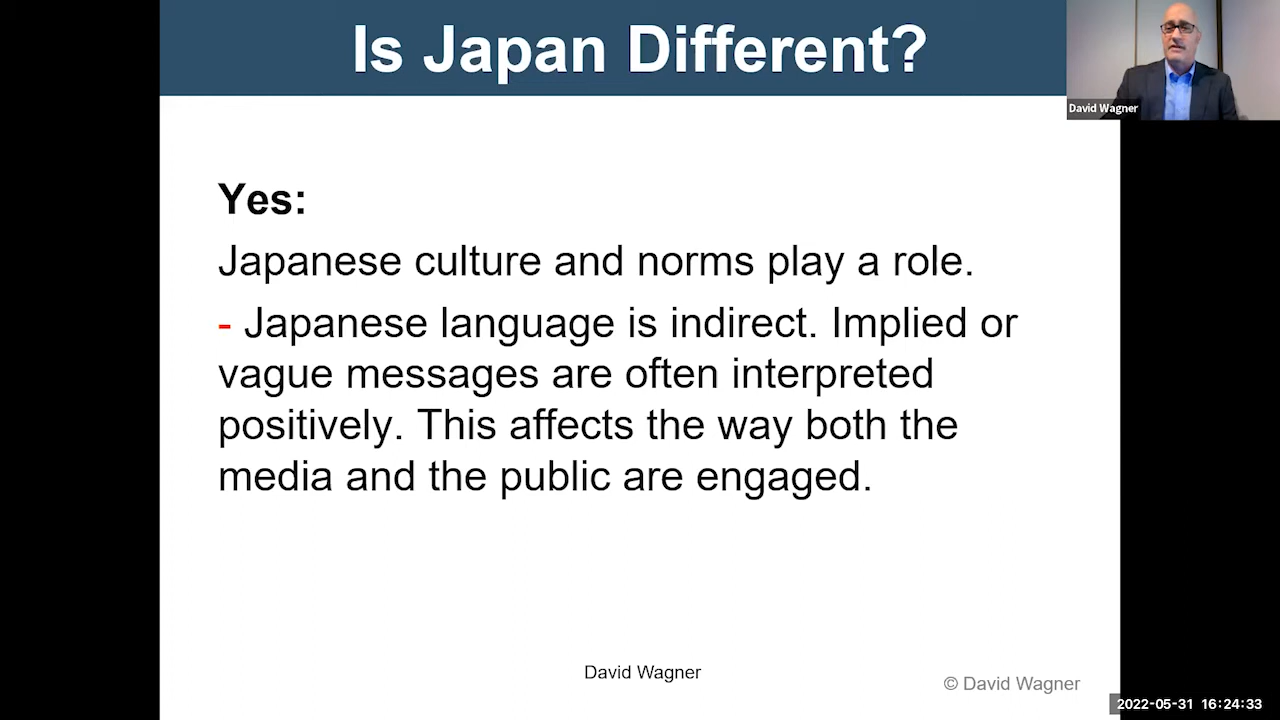 Is Japan Different?
David Wagner
Yes:
Japanese culture and norms play a role.
- Japanese language is indirect. Implied or
vague messages are often interpreted
positively. This affects the way both the
media and the public are engaged.
David Wagner
© David Wagner
2022-05-31 16:24:33